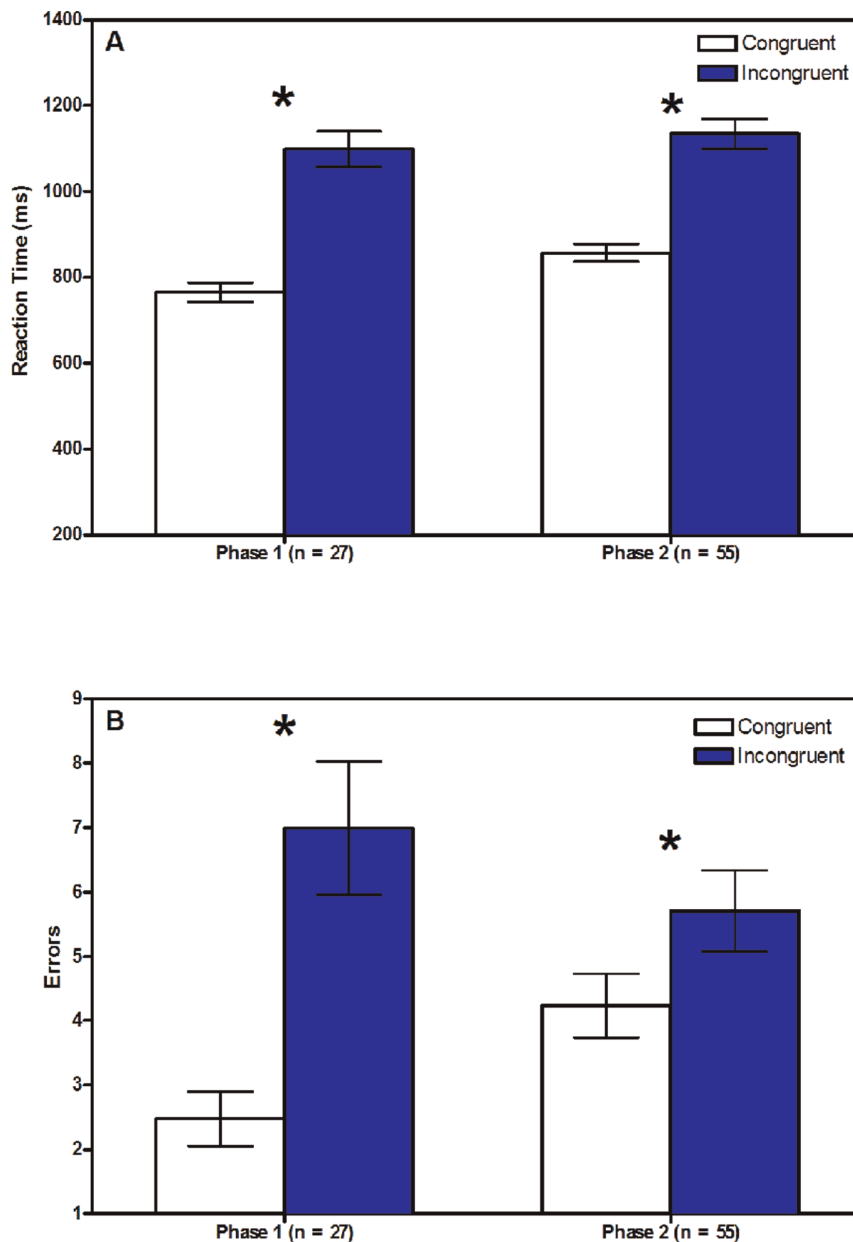 A
Congruent
Incongruent
*
*
1400
1200
1000
800
600
400
200
Reaction Time (ms)
Phase 1 (n = 27)
Phase 2 (n = 55)
B
Congruent
Incongruent
*
*
9
8
7
6
5
4
3
2
1
Errors
Phase 1 (n = 27)
Phase 2 (n = 55)